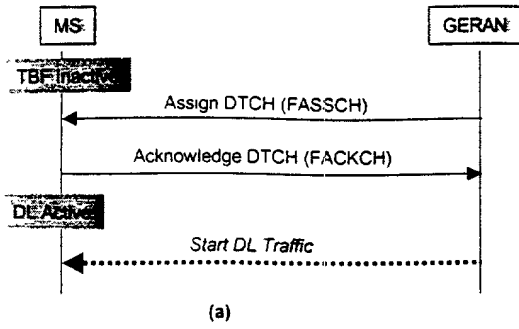 MS
GERAN
TBF Inactive
Assign DTCH (FASSCH)
Acknowledge DTCH (FACKCH)
DL Active
Start DL Traffic
(a)